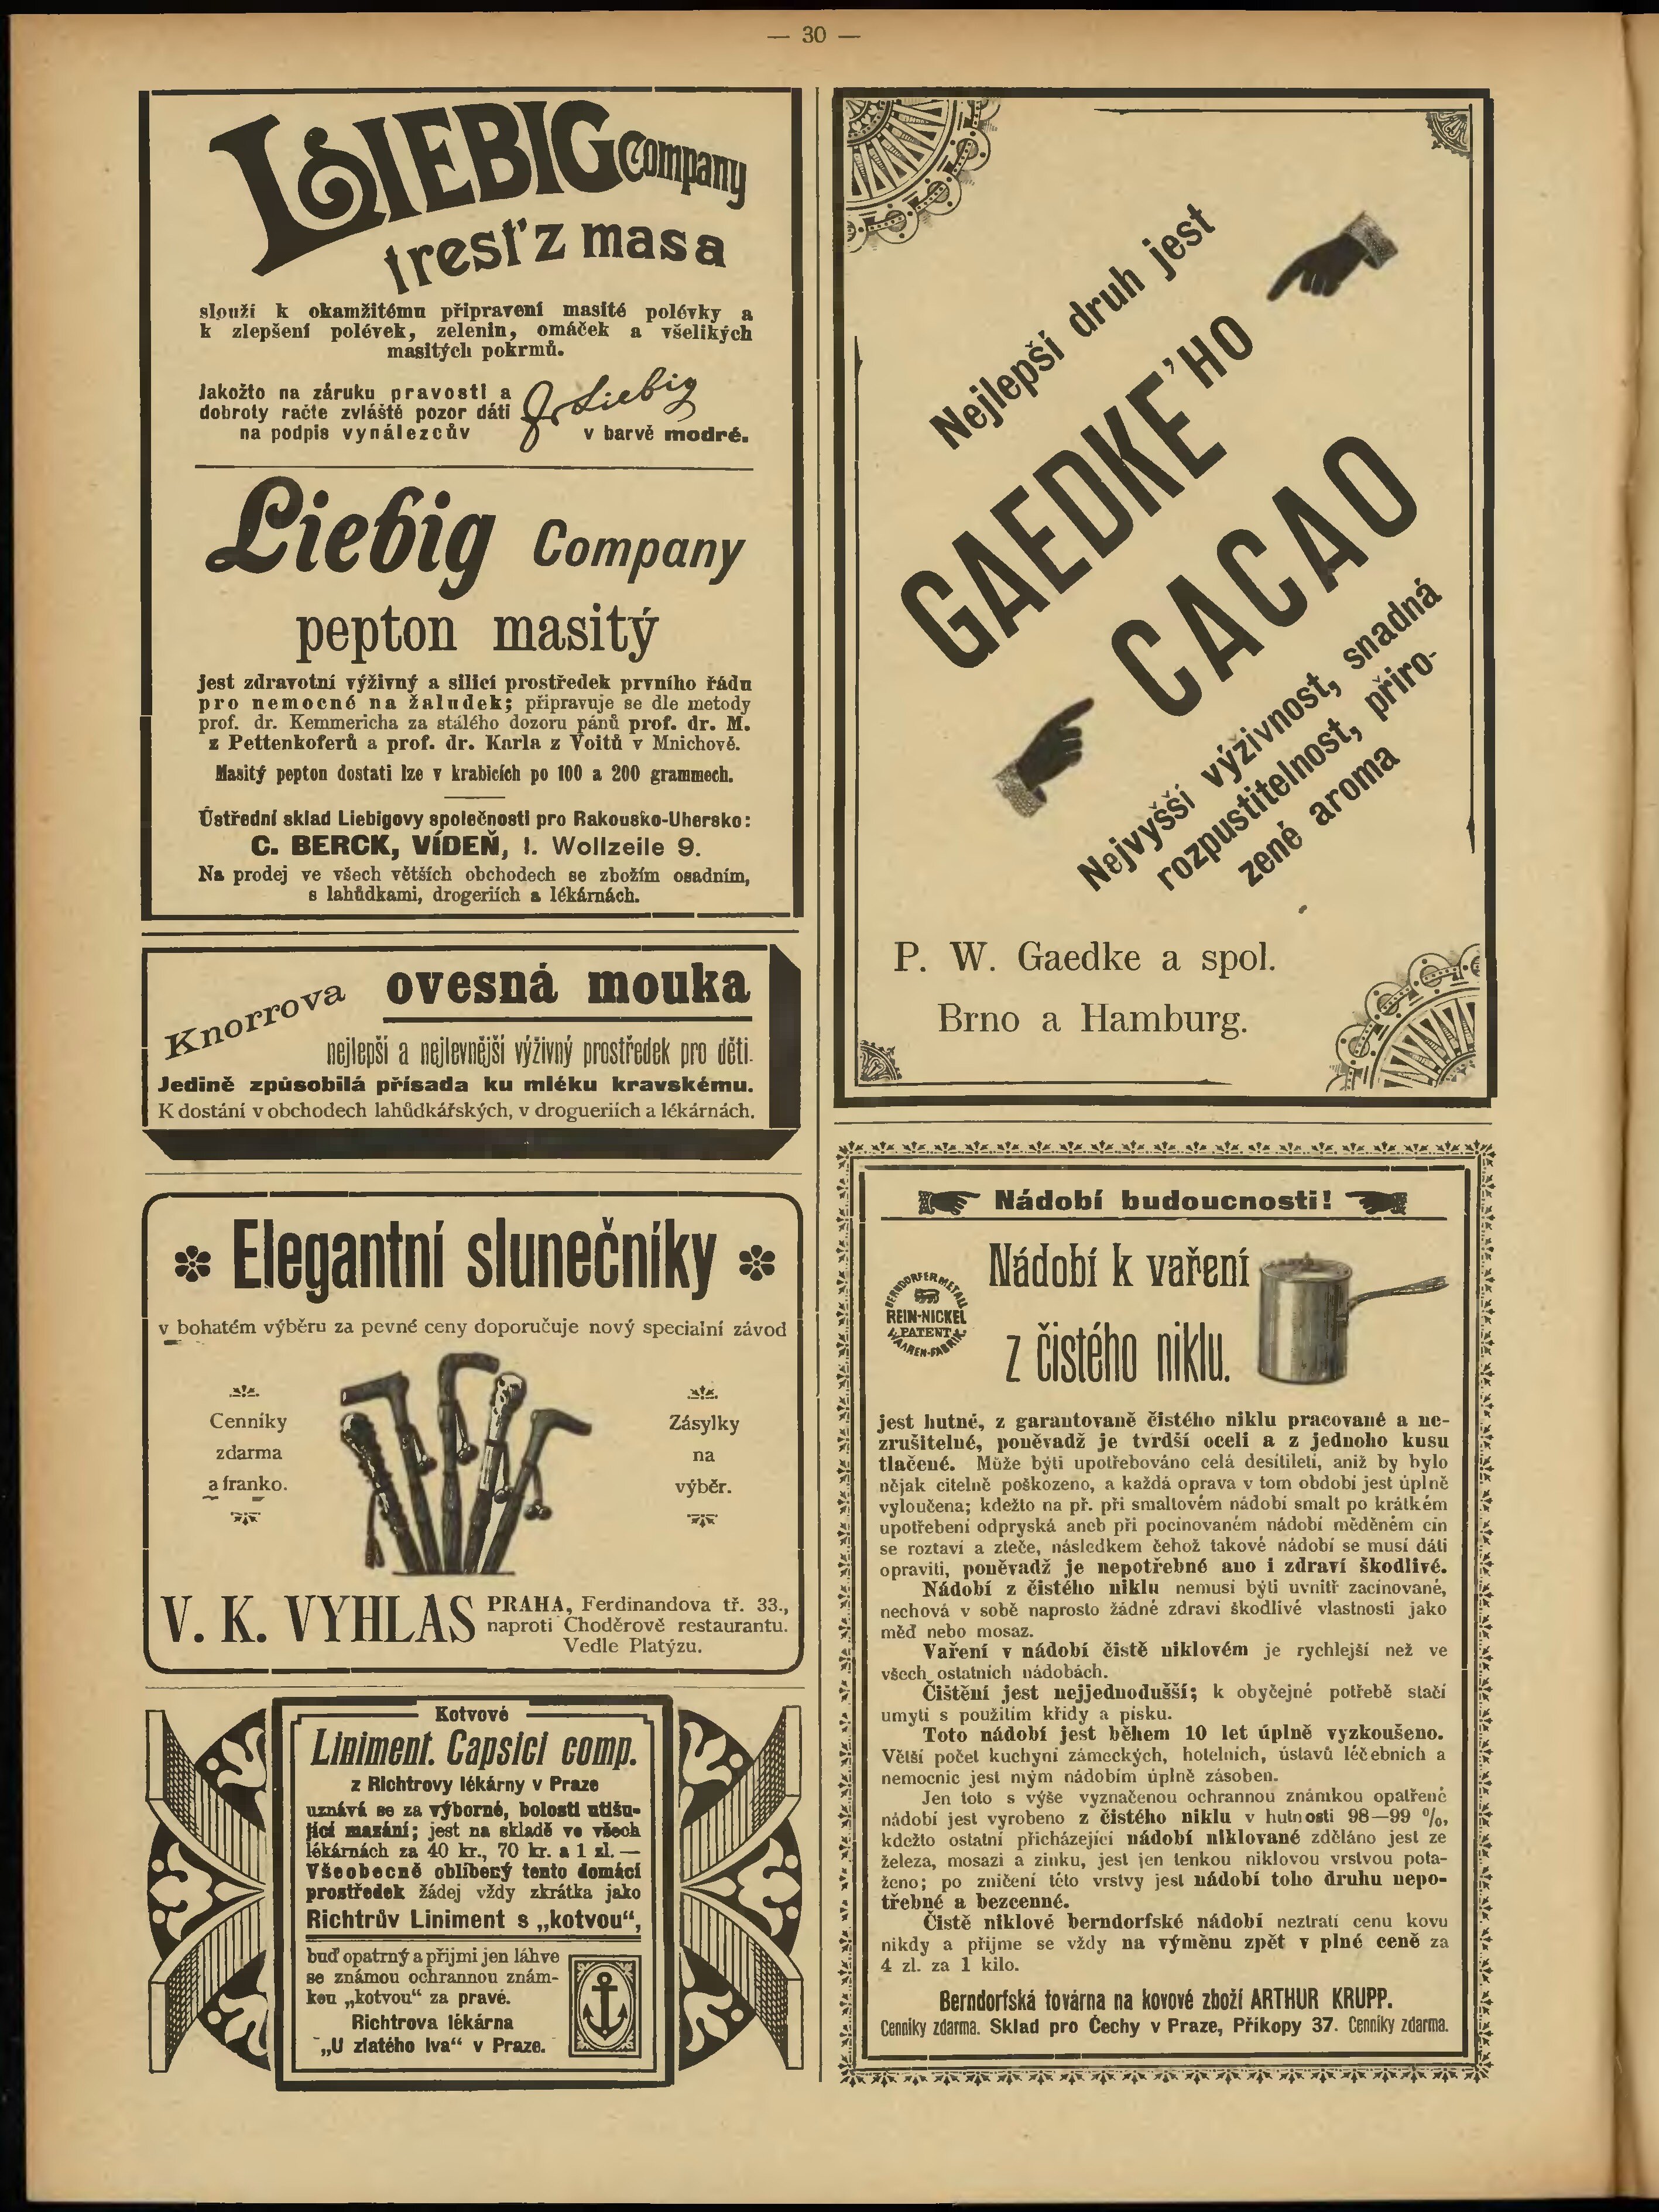 — 30 —
LIEBIG Company
tresť z masa
slouží k okamžitému připravení masité polévky a
k zlepšení polévek, zelenin, omáček a všelikých
masitých pokrmů.
Jakožto na záruku pravosti a
dobroty račte zvláště pozor dáti
na podpis vynálezcův
J. Liebig
v barvě modré.
Liebig Company
pepton masitý
jest zdravotní výživný a silicí prostředek prvního řádu
pro nemocné na žaludek; připravuje se dle metody
prof. dr. Kemmericha za stálého dozoru pánů prof. dr. M.
z Pettenkoferů a prof. dr. Karla z Voitů v Mnichově.
Masitý pepton dostati lze v krabicích po 100 a 200 grammech.
Ústřední sklad Liebigovy společnosti pro Rakousko-Uhersko:
C. BERCK, VÍDEŇ, I. Wollzeile 9.
Na prodej ve všech větších obchodech se zbožím osadním,
s lahůdkami, drogeriích a lékárnách.
Knorrova ovesná mouka
nejlepší a nejlevnější výživný prostředek pro děti.
Jedině způsobilá přísada ku mléku kravskému.
K dostání v obchodech lahůdkářských, v drogueriích a lékárnách.
Elegantní slunečníky
v bohatém výběru za pevné ceny doporučuje nový specialní závod
Cenníky
zdarma
a franko.
Zásylky
na
výběr.
V. K. VYHLAS
PRAHA, Ferdinandova tř. 33.,
naproti Choděrově restaurantu.
Vedle Platýzu.
Kotvové
Liniment. Capsici comp.
z Richtrovy lékárny v Praze
uznává se za výborné, bolosti utišu-
jící mazání; jest na skladě ve všech
lékárnách za 40 kr., 70 kr. a 1 zl. —
Všeobecně oblíbený tento domácí
prostředek žádej vždy zkrátka jako
Richtrův Liniment s „kotvou“,
buď opatrný a přijmi jen láhve
se známou ochrannou znám-
kou „kotvou“ za pravé.
Richtrova lékárna
„U zlatého lva“ v Praze.
Nejlepší druh jest
GAEDKE'HO
CACAO
Nejvyšší výživnost, snadná
rozpustitelnost, přiro-
zené aroma
P. W. Gaedke a spol.
Brno a Hamburg.
Nádobí budoucnosti!
Nádobí k vaření
z čistého niklu.
BERNDORFER METALL
REIN-NICKEL
PATENT
WAAREN-FABRIK
jest hutné, z garantovaně čistého niklu pracované a ne-
zrušitelné, poněvadž je tvrdší oceli a z jednoho kusu
tlačené. Může býti upotřebováno celá desítiletí, aniž by bylo
nějak citelně poškozeno, a každá oprava v tom období jest úplně
vyloučena; kdežto na př. při smaltovém nádobí smalt po krátkém
upotřebení odpryská aneb při pocínovaném nádobí měděném cín
se roztaví a zteče, následkem čehož takové nádobí se musí dáti
opraviti, poněvadž je nepotřebné ano i zdraví škodlivé.
Nádobí z čistého niklu nemusí býti uvnitř zacínované,
nechová v sobě naprosto žádné zdraví škodlivé vlastnosti jako
měď nebo mosaz.
Vaření v nádobí čistě niklovém je rychlejší než ve
všech ostatních nádobách.
Čištění jest nejjednodušší; k obyčejné potřebě stačí
umytí s použitím křídy a písku.
Toto nádobí jest během 10 let úplně vyzkoušeno.
Větší počet kuchyní zámeckých, hotelních, ústavů léčebních a
nemocnic jest mým nádobím úplně zásoben.
Jen toto s výše vyznačenou ochrannou známkou opatřené
nádobí jest vyrobeno z čistého niklu v hutnosti 98—99 %,
kdežto ostatní přicházející nádobí niklované zděláno jest ze
železa, mosazi a zinku, jest jen tenkou niklovou vrstvou pota-
ženo; po zničení této vrstvy jest nádobí toho druhu nepo-
třebné a bezcenné.
Čistě niklové berndorfské nádobí neztratí cenu kovu
nikdy a přijme se vždy na výměnu zpět v plné ceně za
4 zl. za 1 kilo.
Berndorfská továrna na kovové zboží ARTHUR KRUPP.
Cenníky zdarma. Sklad pro Čechy v Praze, Příkopy 37. Cenníky zdarma.